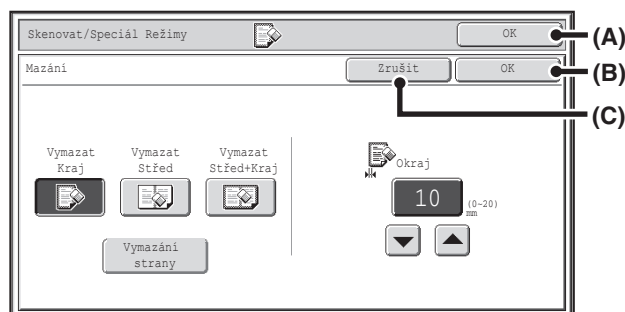 Skenovat/Speciál Režimy
OK
(A)
Mazání
Zrušit
OK
(B)
(C)
Vymazat
Kraj
Vymazat
Střed
Vymazat
Střed+Kraj
Okraj
10
(0~20)
mm
Vymazání
strany